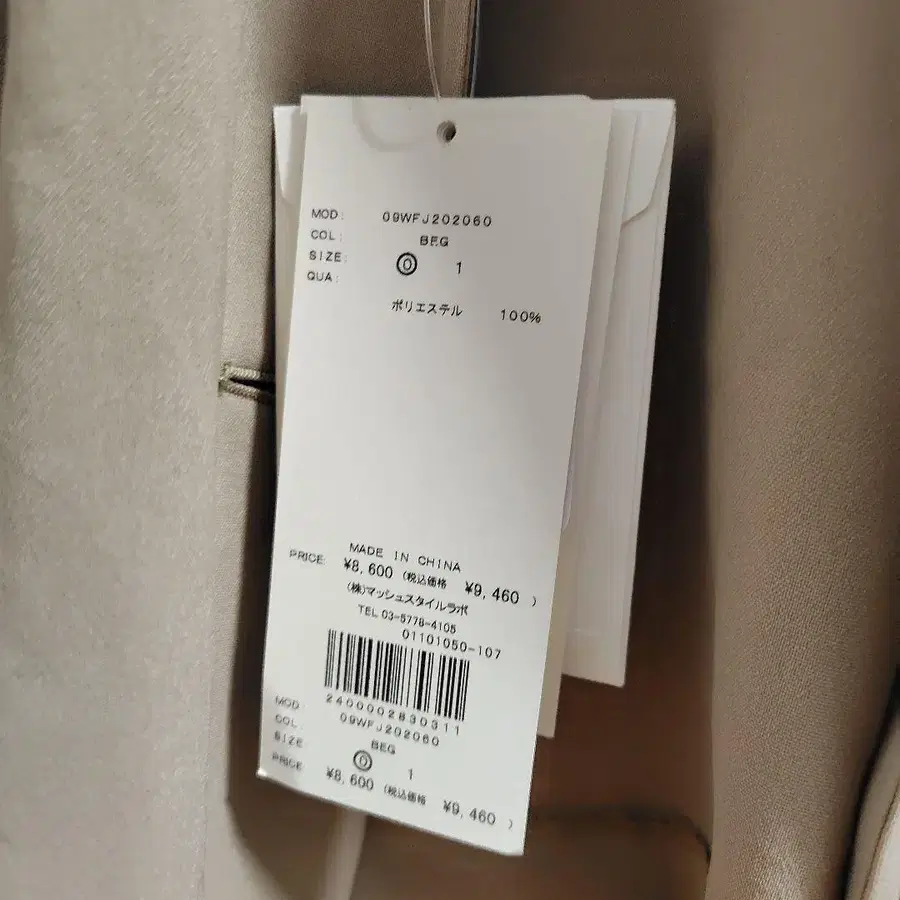 MOD: 09WFJ202060
COL: BEG
SIZE: 0 1
QUA:
ポリエステル 100%
MADE IN CHINA
PRICE: ¥8,600 (税込価格 ¥9,460 )
(株)マッシュスタイルラボ
TEL 03-5778-4105
01101050-107
2400002830311
MOD 09WFJ202060
COL BEG
SIZE 0 1
PRICE ¥8,600 (税込価格 ¥9,460 )